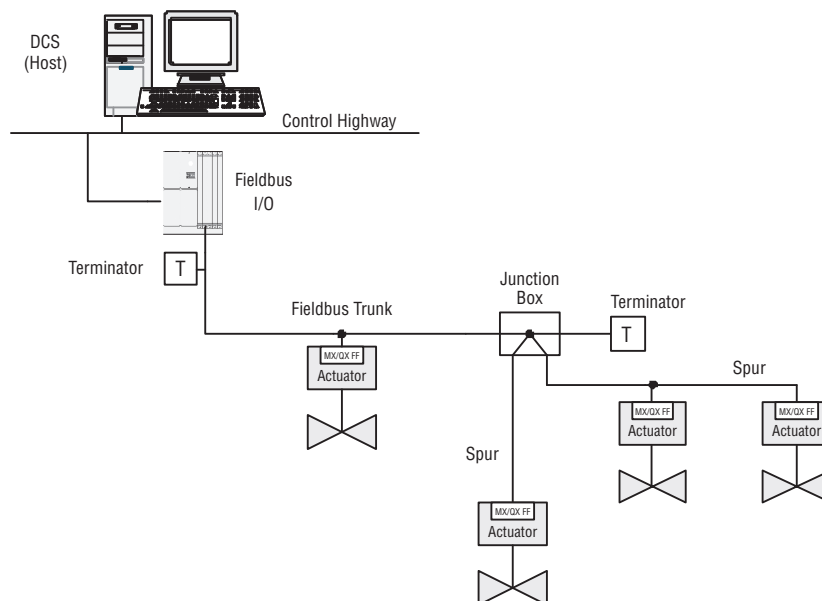 DCS
(Host)
Control Highway
Fieldbus
I/O
Terminator
T
Fieldbus Trunk
Junction
Box
Terminator
T
MX/QX FF
Actuator
Spur
MX/QX FF
Actuator
MX/QX FF
Actuator
Spur
MX/QX FF
Actuator